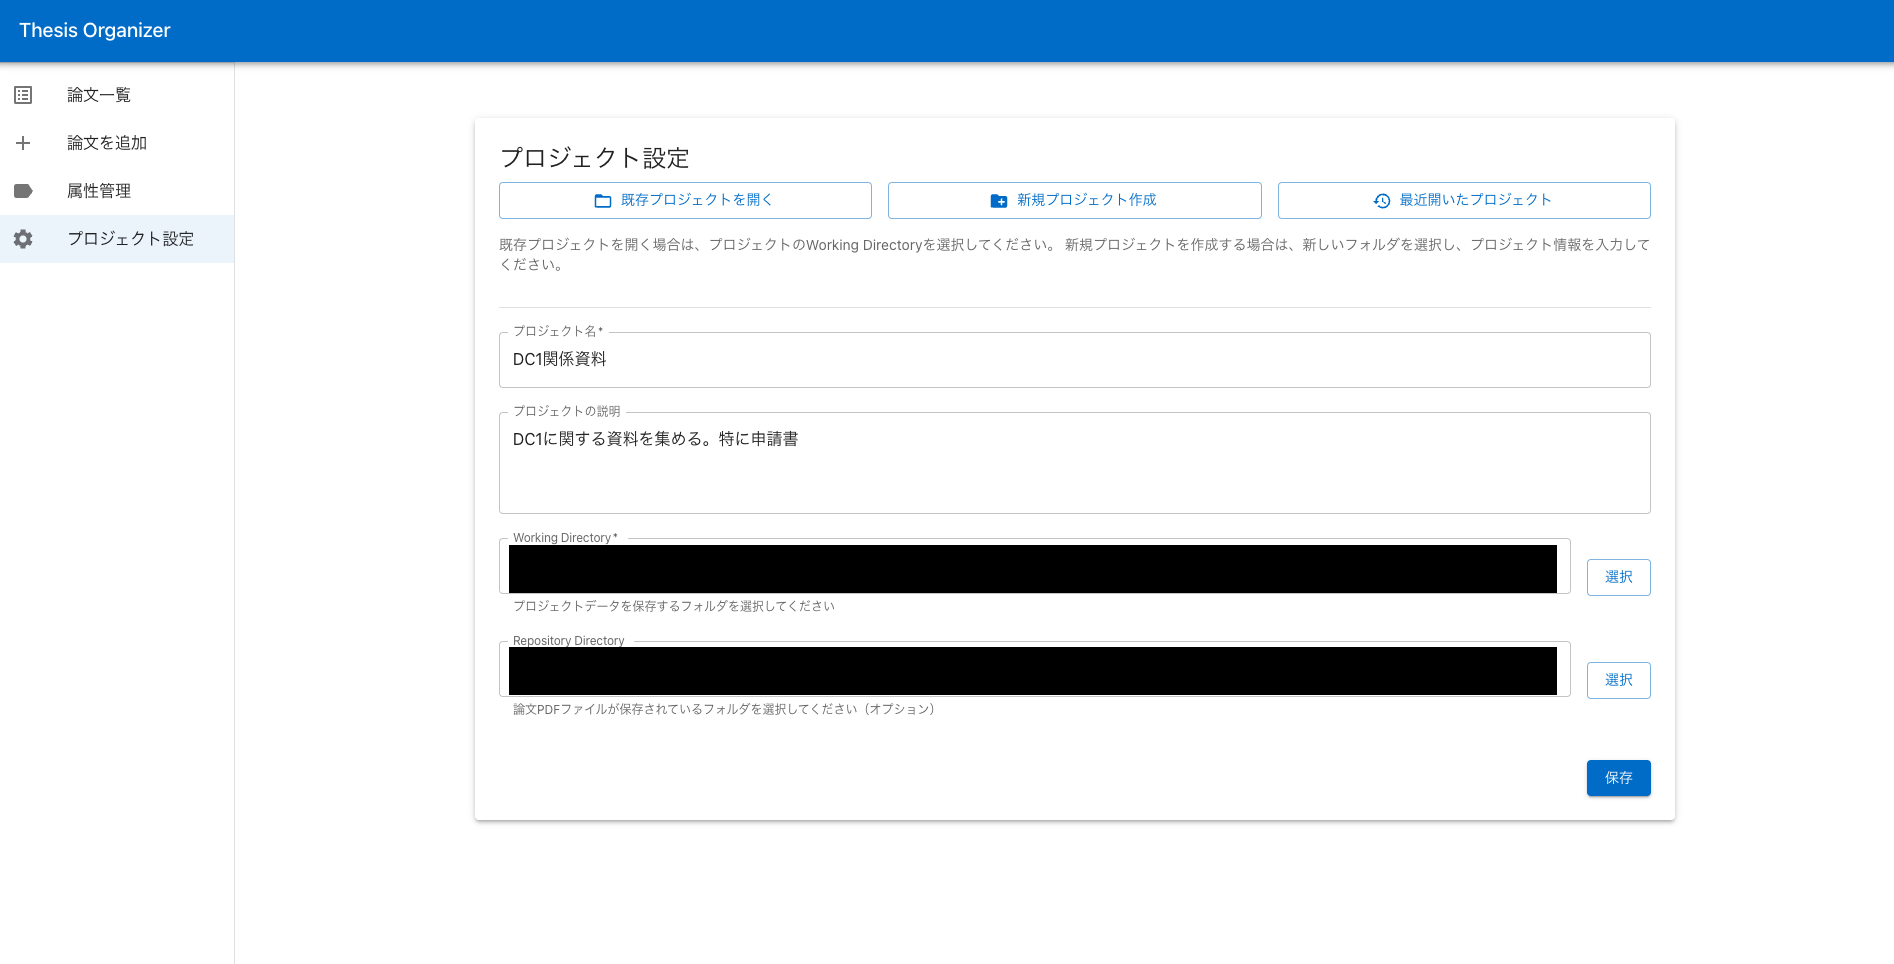 Thesis Organizer
論文一覧
論文を追加
属性管理
プロジェクト設定
プロジェクト設定
既存プロジェクトを開く
新規プロジェクト作成
最近開いたプロジェクト
既存プロジェクトを開く場合は、プロジェクトのWorking Directoryを選択してください。 新規プロジェクトを作成する場合は、新しいフォルダを選択し、プロジェクト情報を入力して
ください。
プロジェクト名*
DC1関係資料
プロジェクトの説明
DC1に関する資料を集める。特に申請書
Working Directory*
選択
プロジェクトデータを保存するフォルダを選択してください
Repository Directory
選択
論文PDFファイルが保存されているフォルダを選択してください（オプション）
保存